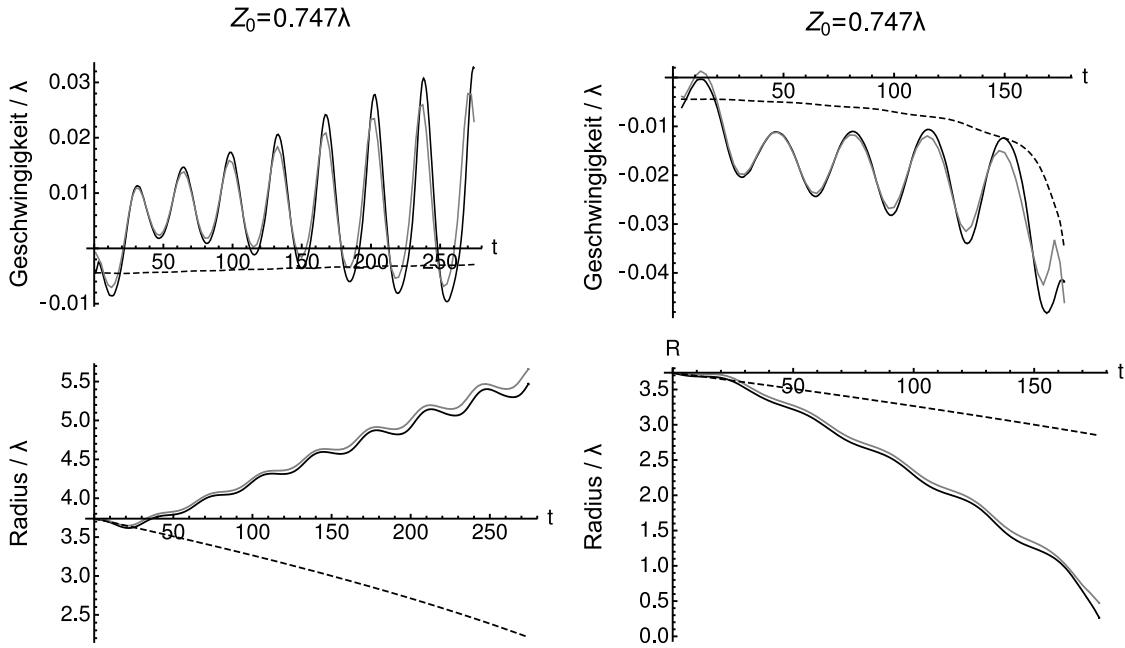 Z0=0.747λ
Geschwingigkeit / λ
0.03
0.02
0.01
-0.01
50 100 150 200 250 t
Z0=0.747λ
Geschwingigkeit / λ
50 100 150 t
-0.01
-0.02
-0.03
-0.04
Radius / λ
5.5
5.0
4.5
4.0
3.5
3.0
2.5
50 100 150 200 250 t
R
Radius / λ
50 100 150 t
3.5
3.0
2.5
2.0
1.5
1.0
0.5
0.0